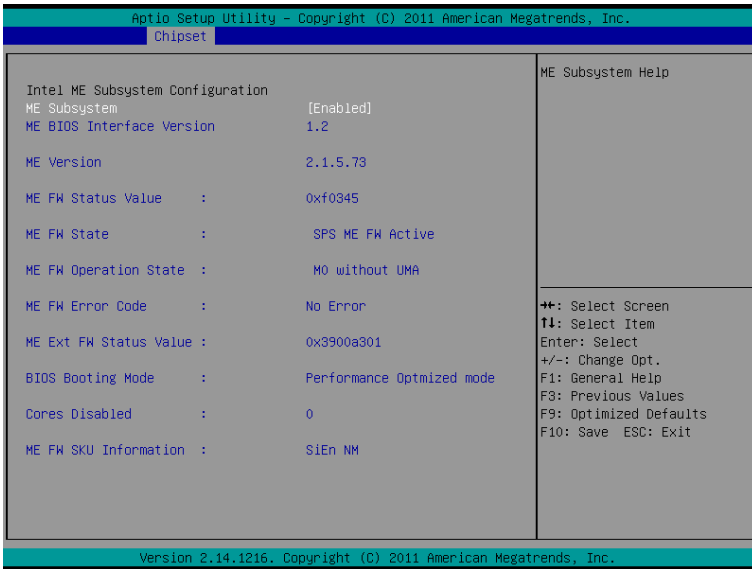 Aptio Setup Utility – Copyright (C) 2011 American Megatrends, Inc.
Chipset
Intel ME Subsystem Configuration
ME Subsystem [Enabled]
ME BIOS Interface Version 1.2
ME Version 2.1.5.73
ME FW Status Value : 0xf0345
ME FW State : SPS ME FW Active
ME FW Operation State : M0 without UMA
ME FW Error Code : No Error
ME Ext FW Status Value : 0x3900a301
BIOS Booting Mode : Performance Optmized mode
Cores Disabled : 0
ME FW SKU Information : SiEn NM
ME Subsystem Help
→←: Select Screen
↑↓: Select Item
Enter: Select
+/-: Change Opt.
F1: General Help
F3: Previous Values
F9: Optimized Defaults
F10: Save ESC: Exit
Version 2.14.1216. Copyright (C) 2011 American Megatrends, Inc.